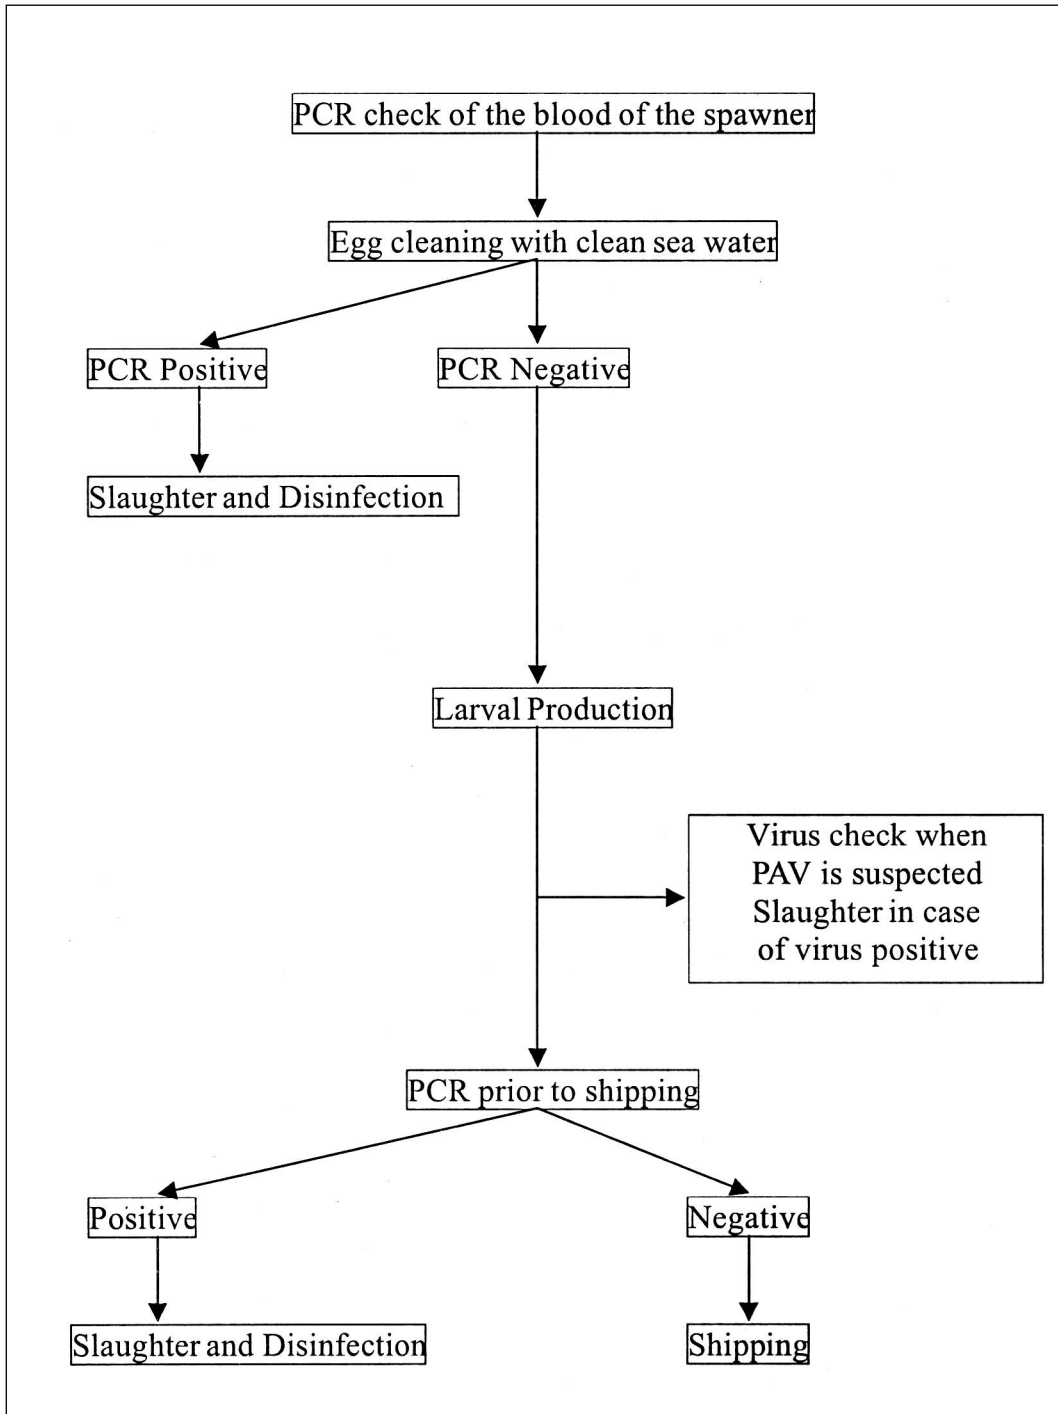 PCR check of the blood of the spawner
Egg cleaning with clean sea water
PCR Positive
PCR Negative
Slaughter and Disinfection
Larval Production
Virus check when
PAV is suspected
Slaughter in case
of virus positive
PCR prior to shipping
Positive
Negative
Slaughter and Disinfection
Shipping